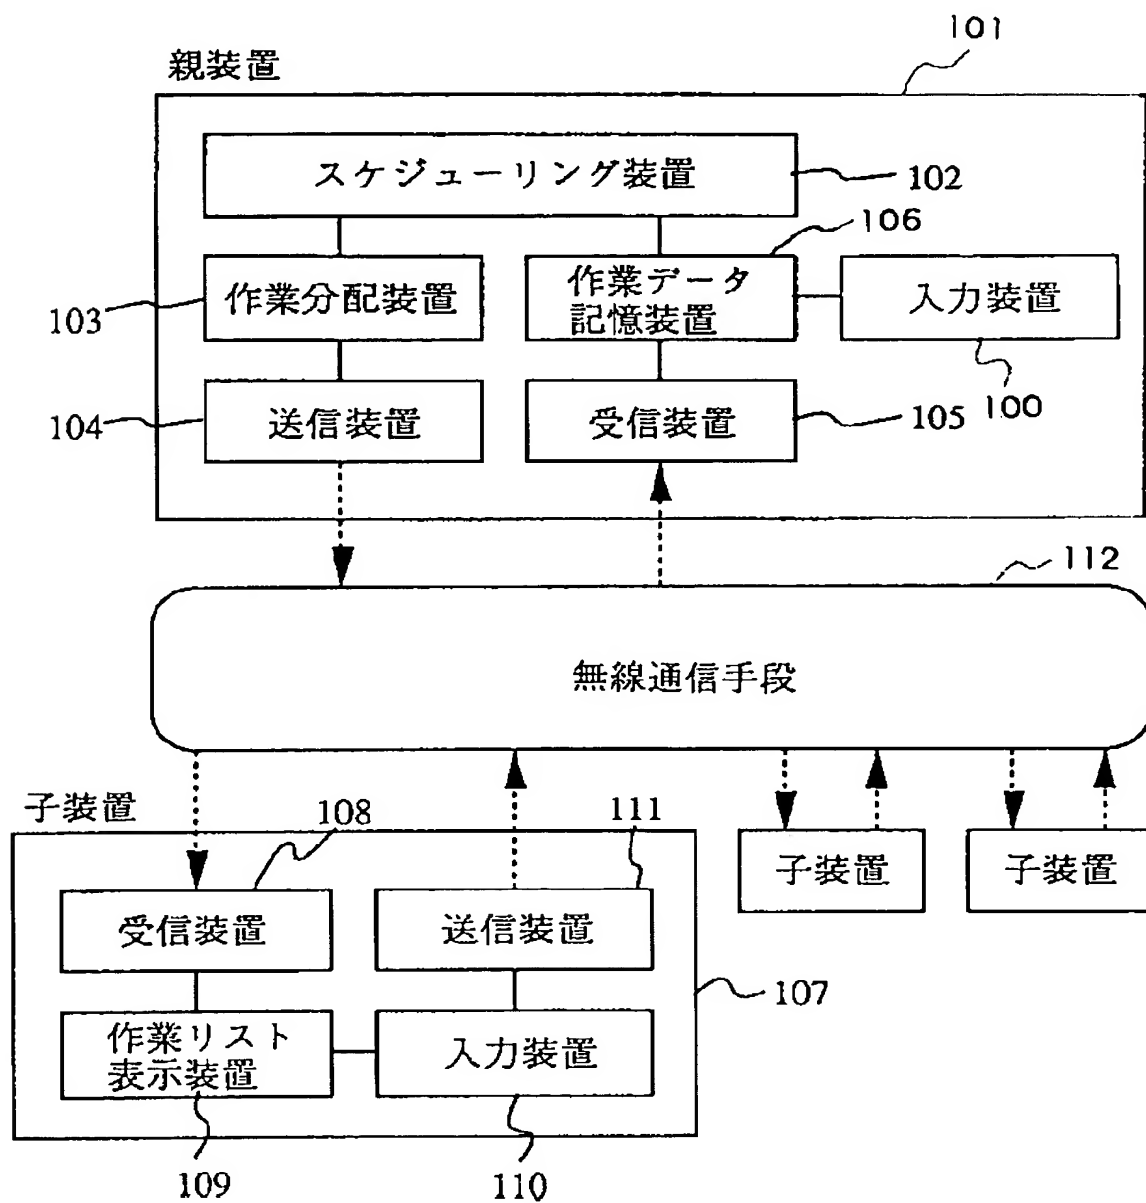 101
親装置
スケジューリング装置
102
106
103
作業分配装置
作業データ
記憶装置
入力装置
100
104
送信装置
受信装置
105
112
無線通信手段
子装置
108
111
子装置
子装置
受信装置
送信装置
107
作業リスト
表示装置
入力装置
109
110